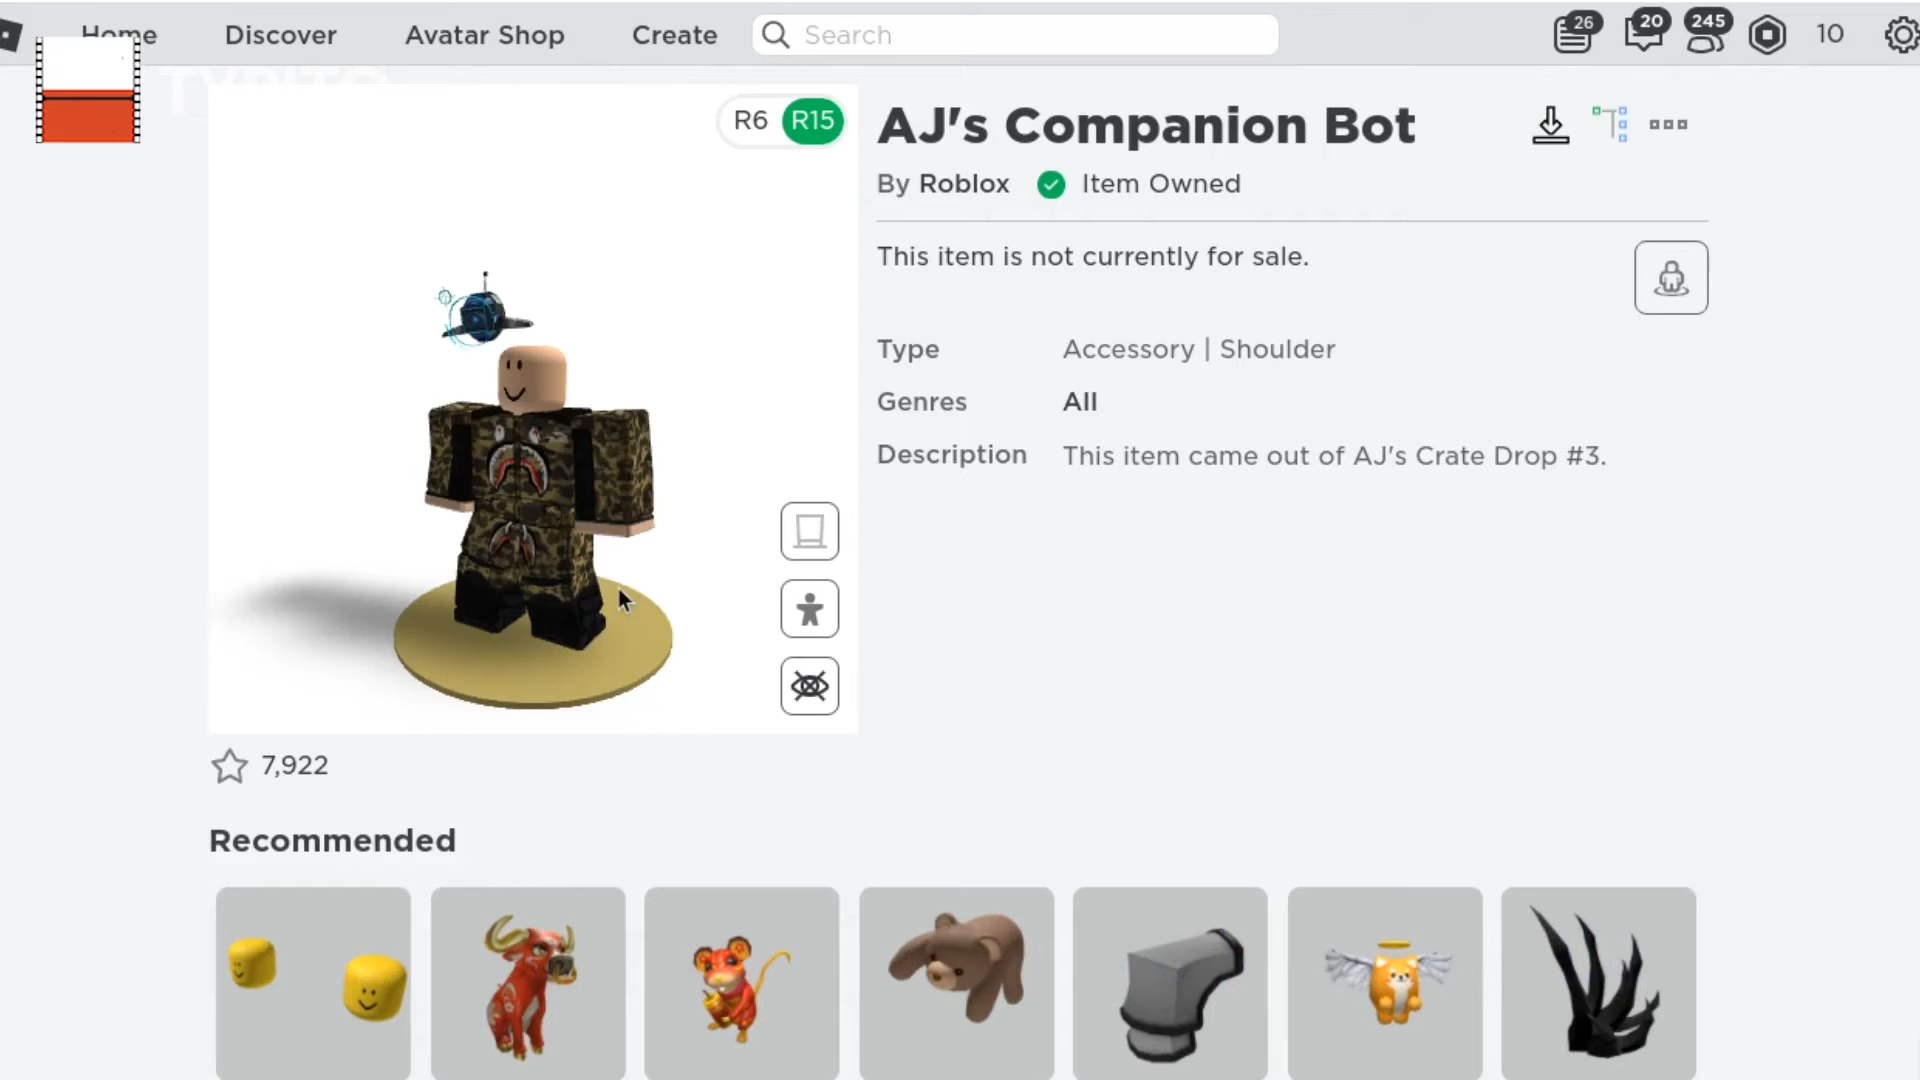 Home Discover Avatar Shop Create Search 26 20 245 10
R6 R15
AJ's Companion Bot
By Roblox Item Owned
This item is not currently for sale.
Type Accessory | Shoulder
Genres All
Description This item came out of AJ's Crate Drop #3.
7,922
Recommended